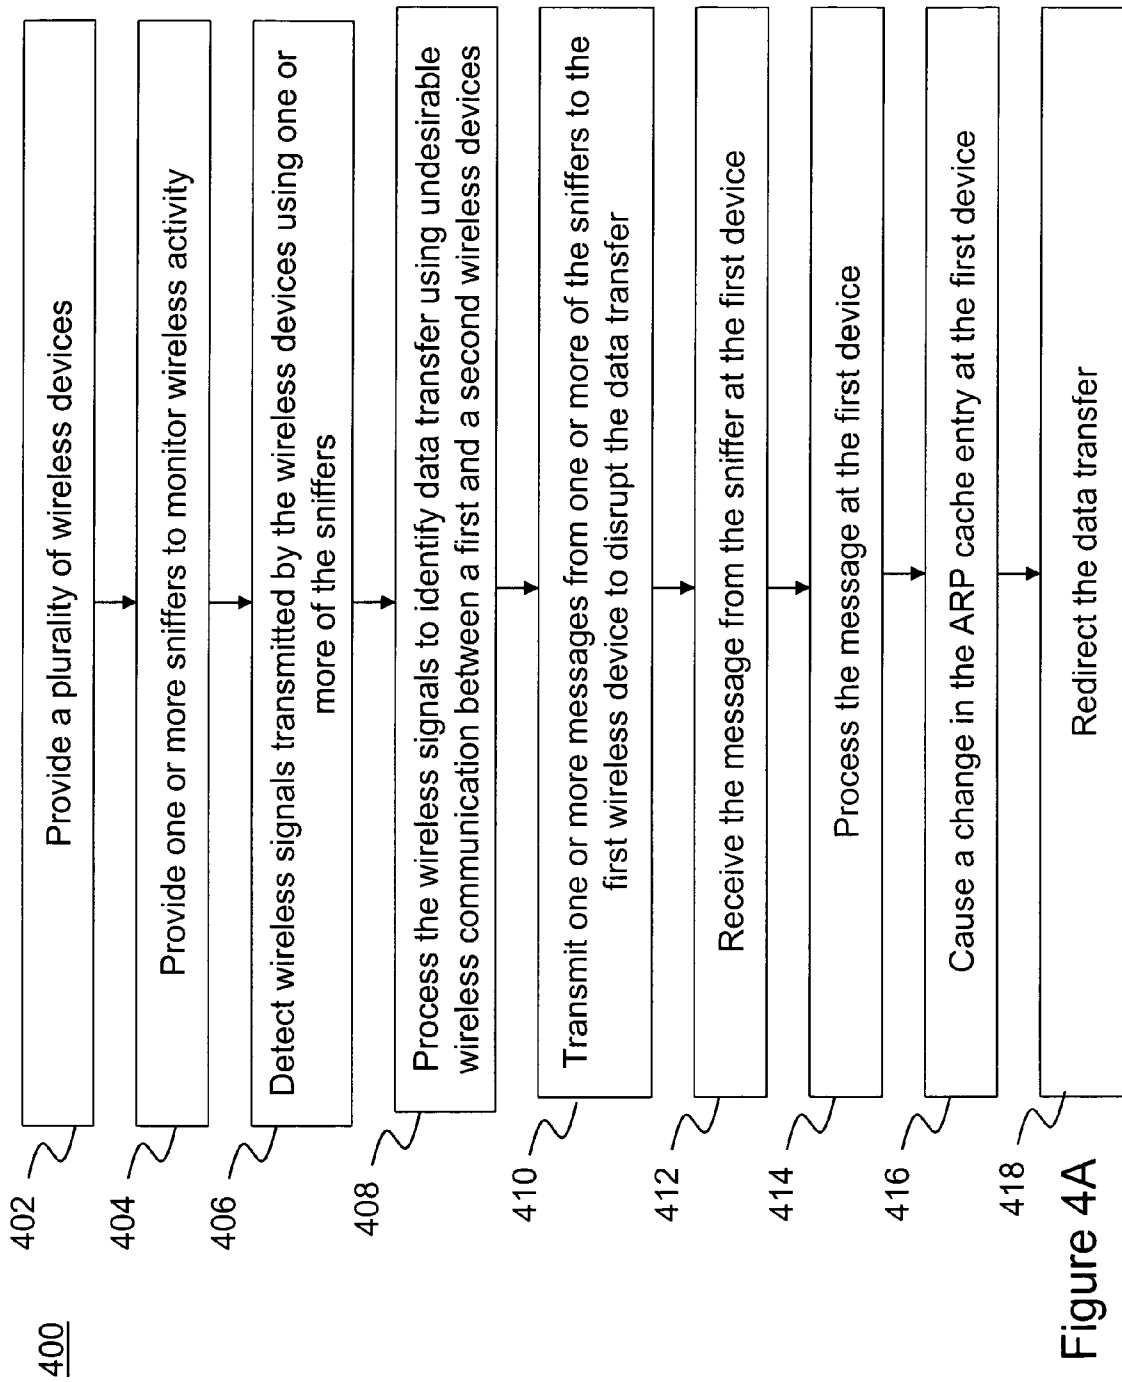 400
402
Provide a plurality of wireless devices
404
Provide one or more sniffers to monitor wireless activity
406
Detect wireless signals transmitted by the wireless devices using one or
more of the sniffers
408
Process the wireless signals to identify data transfer using undesirable
wireless communication between a first and a second wireless devices
410
Transmit one or more messages from one or more of the sniffers to the
first wireless device to disrupt the data transfer
412
Receive the message from the sniffer at the first device
414
Process the message at the first device
416
Cause a change in the ARP cache entry at the first device
418
Redirect the data transfer
Figure 4A